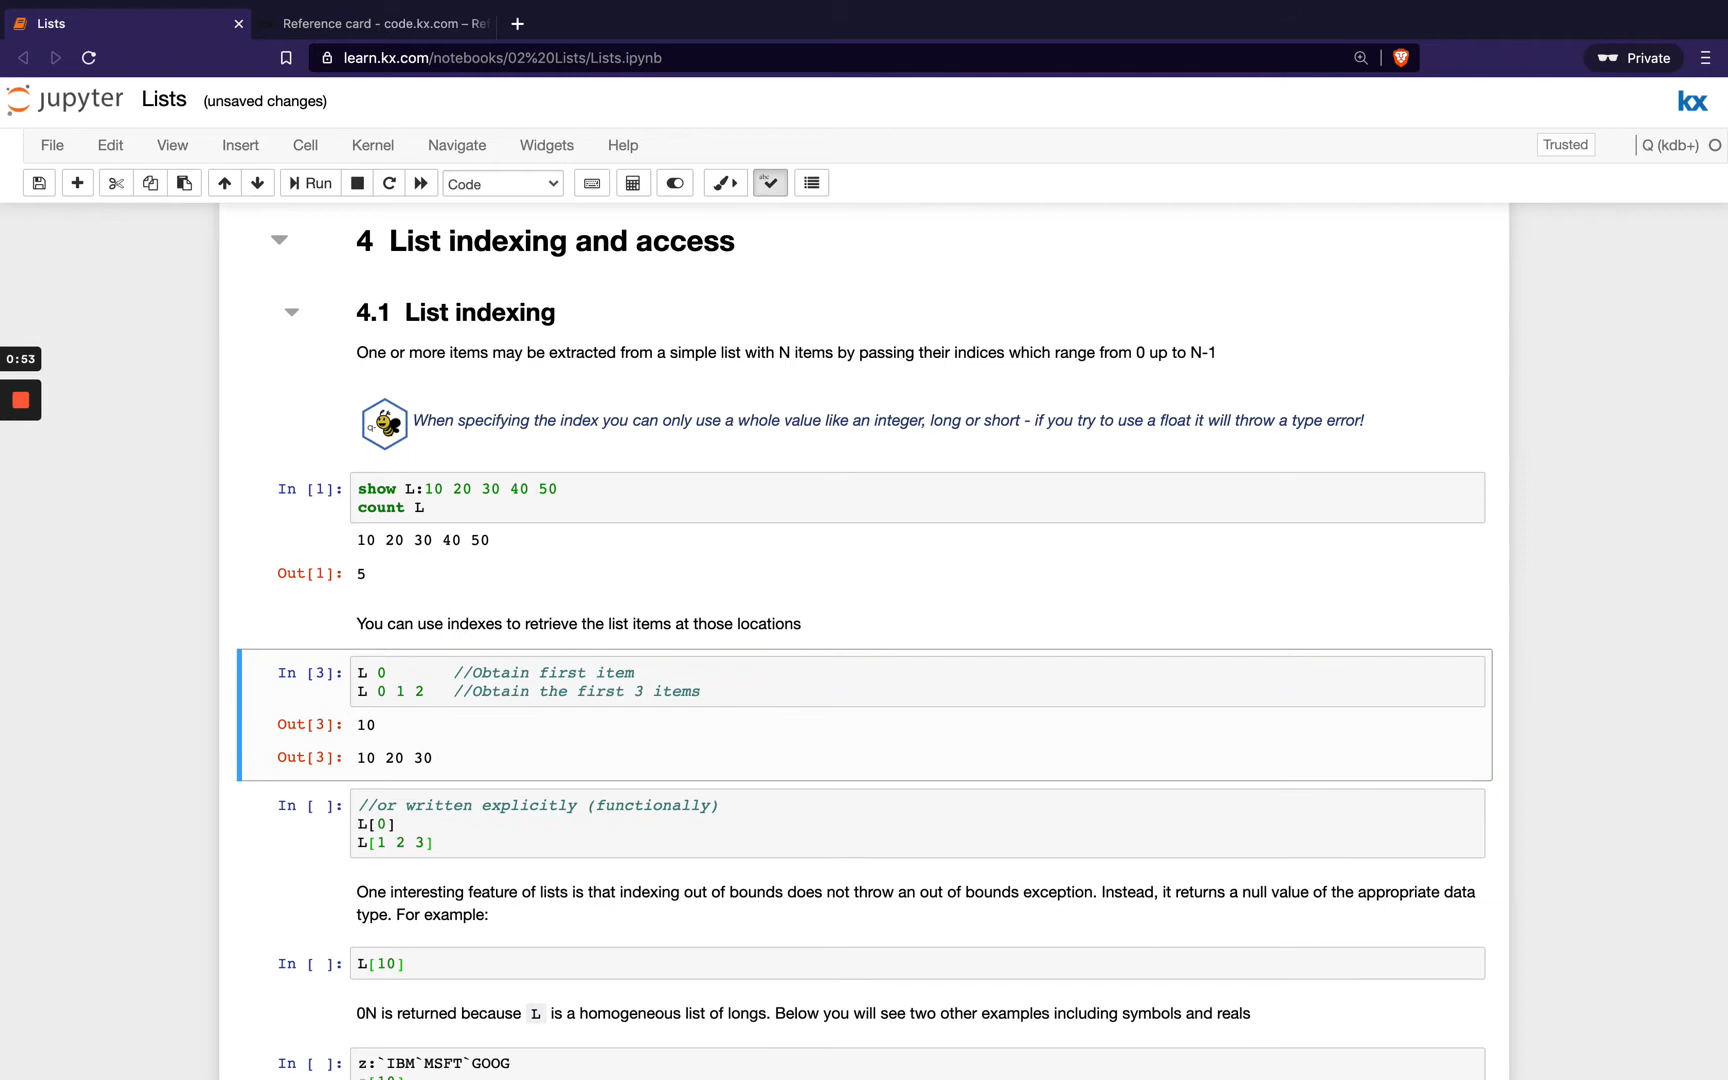 Lists
Reference card - code.kx.com – Ref
learn.kx.com/notebooks/02%20Lists/Lists.ipynb
Private
jupyter Lists (unsaved changes)
kx
File Edit View Insert Cell Kernel Navigate Widgets Help
Trusted
Q (kdb+)
Run
Code
abc
4 List indexing and access
4.1 List indexing
One or more items may be extracted from a simple list with N items by passing their indices which range from 0 up to N-1
0:53
When specifying the index you can only use a whole value like an integer, long or short - if you try to use a float it will throw a type error!
In [1]: show L:10 20 30 40 50
count L
10 20 30 40 50
Out[1]: 5
You can use indexes to retrieve the list items at those locations
In [3]: L 0 //Obtain first item
L 0 1 2 //Obtain the first 3 items
Out[3]: 10
Out[3]: 10 20 30
In [ ]: //or written explicitly (functionally)
L[0]
L[1 2 3]
One interesting feature of lists is that indexing out of bounds does not throw an out of bounds exception. Instead, it returns a null value of the appropriate data
type. For example:
In [ ]: L[10]
0N is returned because L is a homogeneous list of longs. Below you will see two other examples including symbols and reals
In [ ]: z:`IBM`MSFT`GOOG